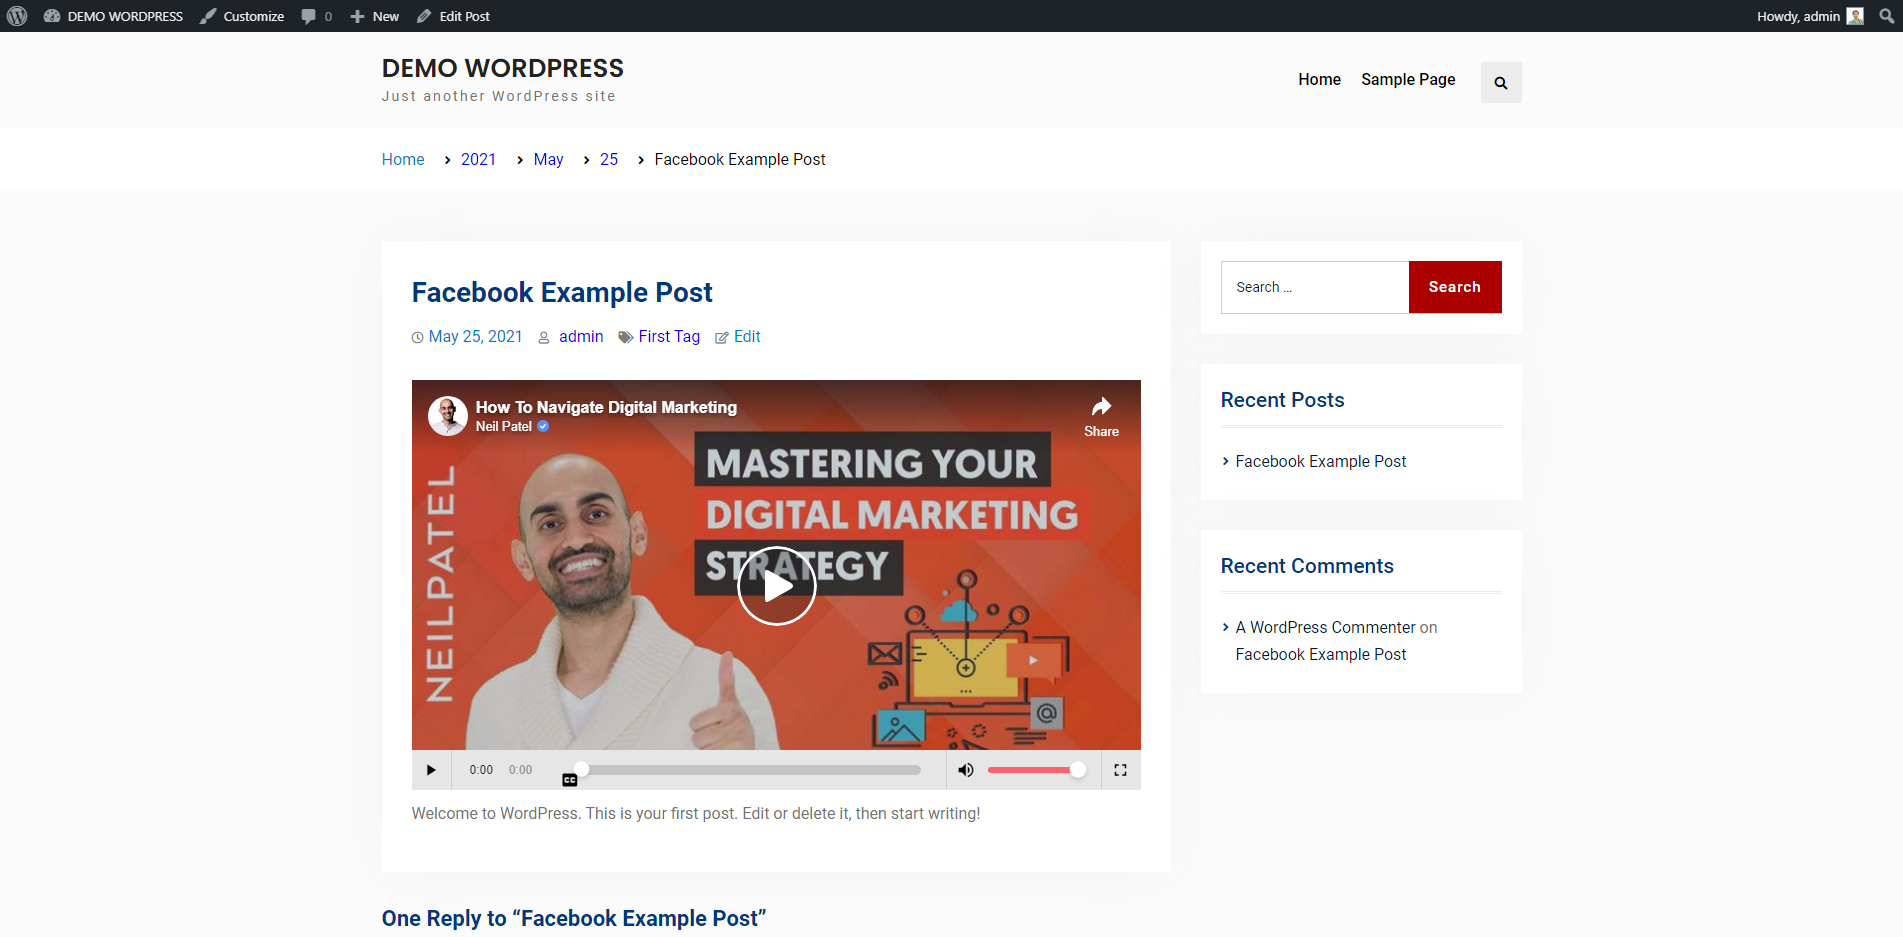 DEMO WORDPRESS Customize 0 New Edit Post Howdy, admin
DEMO WORDPRESS
Just another WordPress site
Home Sample Page
Home 2021 May 25 Facebook Example Post
Facebook Example Post
May 25, 2021 admin First Tag Edit
How To Navigate Digital Marketing
Neil Patel
Share
NEILPATEL
MASTERING YOUR
DIGITAL MARKETING
STRATEGY
@
0:00 0:00
CC
Welcome to WordPress. This is your first post. Edit or delete it, then start writing!
One Reply to “Facebook Example Post”
Search … Search
Recent Posts
Facebook Example Post
Recent Comments
A WordPress Commenter on
Facebook Example Post